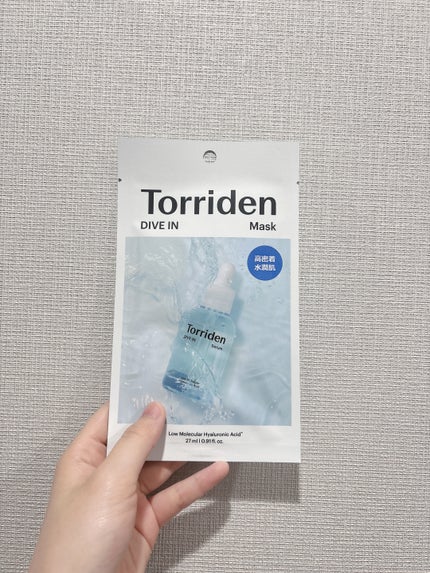 Torriden
DIVE IN Mask
高密着
水潤肌
Torriden
DIVE IN Serum
Low Molecular Hyaluronic Acid
27 ml | 0.91 fl. oz.